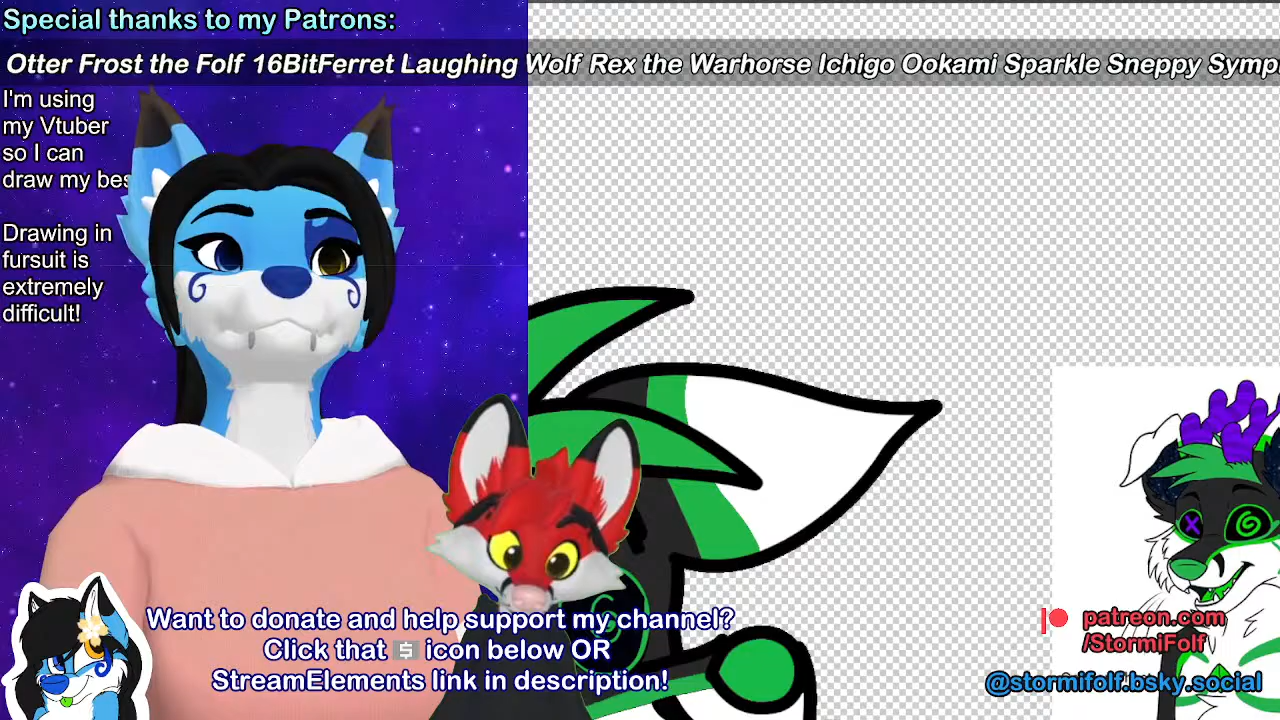 Special thanks to my Patrons:
Otter Frost the Folf 16BitFerret Laughing Wolf Rex the Warhorse Ichigo Ookami Sparkle Sneppy
I'm using
my Vtuber
so I can
draw my
Drawing in
fursuit is
extremely
difficult!
Want to donate and help support my channel?
Click that $ icon below OR
StreamElements link in description!
patreon.com
/StormiFolf
@stormifolf.bsky.social